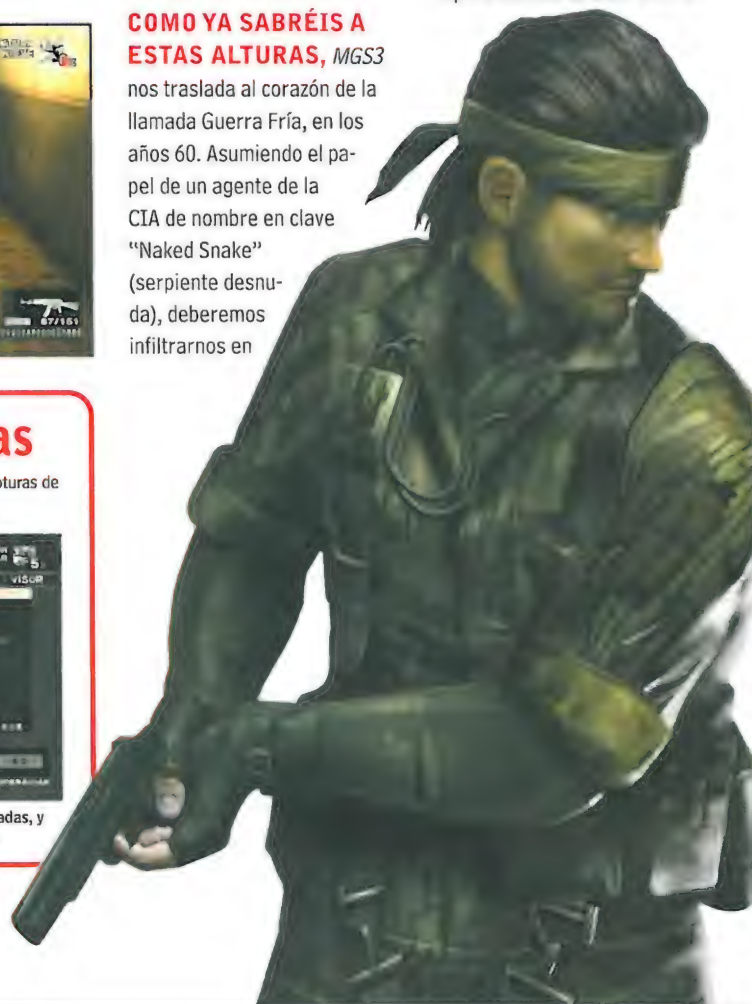 COMO YA SABRÉIS A
ESTAS ALTURAS, MGS3
nos traslada al corazón de la
llamada Guerra Fría, en los
años 60. Asumiendo el pa-
pel de un agente de la
CIA de nombre en clave
"Naked Snake"
(serpiente desnu-
da), deberemos
infiltrarnos en
87/151
as
pturas de
VISOR
adas, y